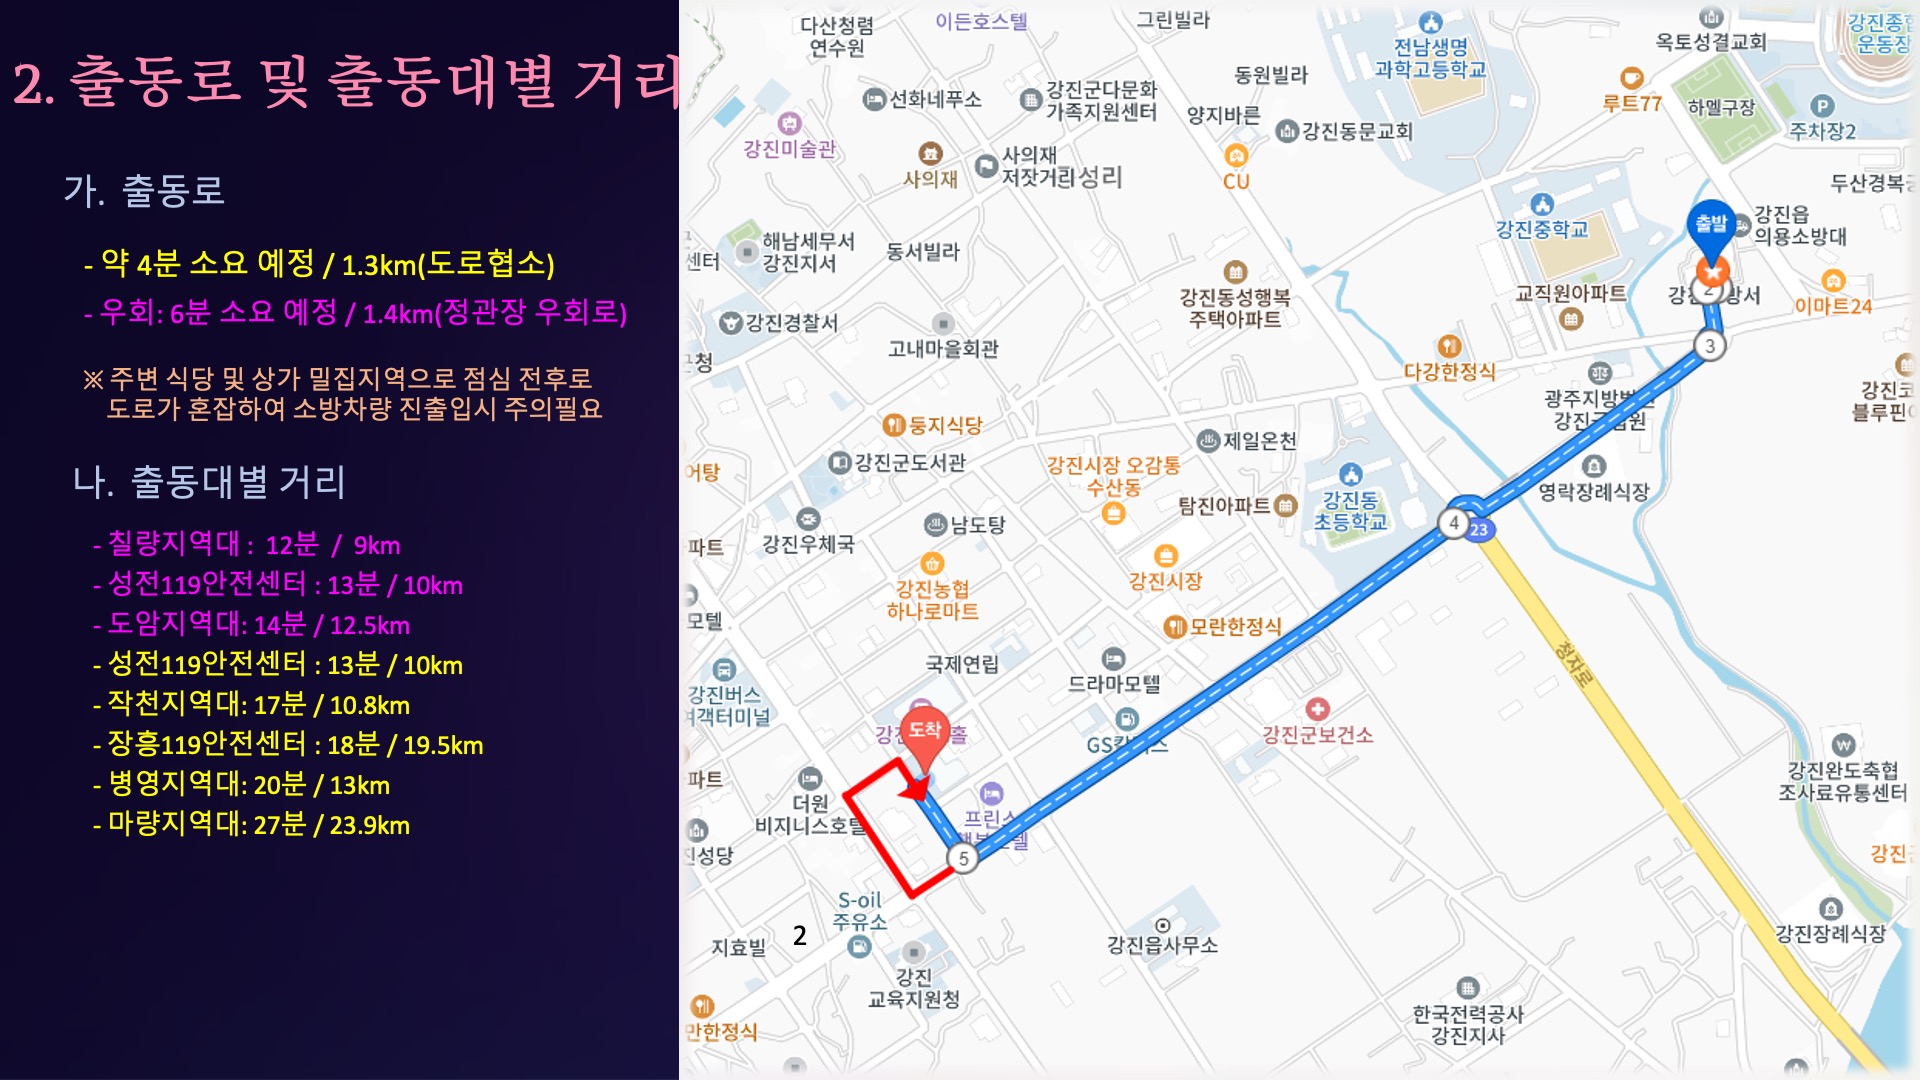 2. 출동로 및 출동대별 거리
가. 출동로
- 약 4분 소요 예정 / 1.3km(도로협소)
- 우회: 6분 소요 예정 / 1.4km(정관장 우회로)
※ 주변 식당 및 상가 밀집지역으로 점심 전후로
도로가 혼잡하여 소방차량 진출입시 주의필요
나. 출동대별 거리
- 칠량지역대 : 12분 / 9km
- 성전119안전센터 : 13분 / 10km
- 도암지역대: 14분 / 12.5km
- 성전119안전센터 : 13분 / 10km
- 작천지역대: 17분 / 10.8km
- 장흥119안전센터 : 18분 / 19.5km
- 병영지역대: 20분 / 13km
- 마량지역대: 27분 / 23.9km
다산청렴
연수원
이든호스텔
그린빌라
전남생명
과학고등학교
옥토성결교회
강진종합
운동장
선화네푸소
강진군다문화
가족지원센터
동원빌라
양지바른
강진동문교회
루트77
하멜구장
P
주차장2
강진미술관
사의재
사의재
저잣거리
성리
CU
강진중학교
두산경복궁
출발
강진읍
의용소방대
센터
해남세무서
강진지서
동서빌라
강진동성행복
주택아파트
교직원아파트
2
강진 방서
이마트24
강진경찰서
고내마을회관
3
청
다강한정식
광주지방법원
강진군법원
강진코
블루핀
둥지식당
제일온천
강진군도서관
강진시장 오감통
수산동
어탕
영락장례식장
탐진아파트
강진동
초등학교
4
23
강진우체국
남도탕
파트
강진농협
하나로마트
강진시장
모텔
모란한정식
국제연립
드라마모텔
청자로
강진버스
여객터미널
도착
강진 홀
GS칼텍스
강진군보건소
파트
더원
비지니스호텔
프린스
행복호텔
강진완도축협
조사료유통센터
진성당
5
강진군
S-oil
주유소
2
지효빌
강진읍사무소
강진장례식장
강진
교육지원청
만한정식
한국전력공사
강진지사